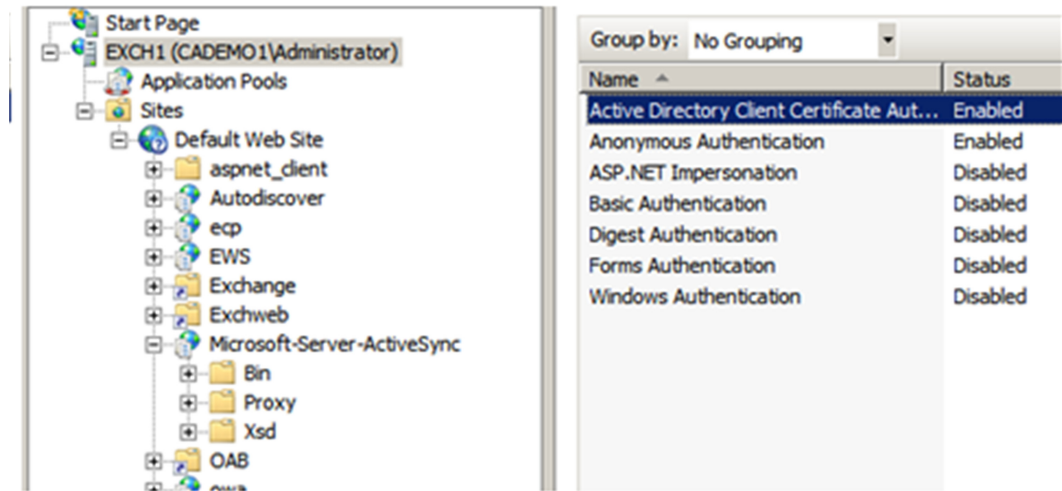 Start Page
EXCH1 (CADEMO1\Administrator)
Application Pools
Sites
Default Web Site
aspnet_client
Autodiscover
ecp
EWS
Exchange
Exchweb
Microsoft-Server-ActiveSync
Bin
Proxy
Xsd
OAB
owa
Group by: No Grouping
Name Status
Active Directory Client Certificate Aut... Enabled
Anonymous Authentication Enabled
ASP.NET Impersonation Disabled
Basic Authentication Disabled
Digest Authentication Disabled
Forms Authentication Disabled
Windows Authentication Disabled